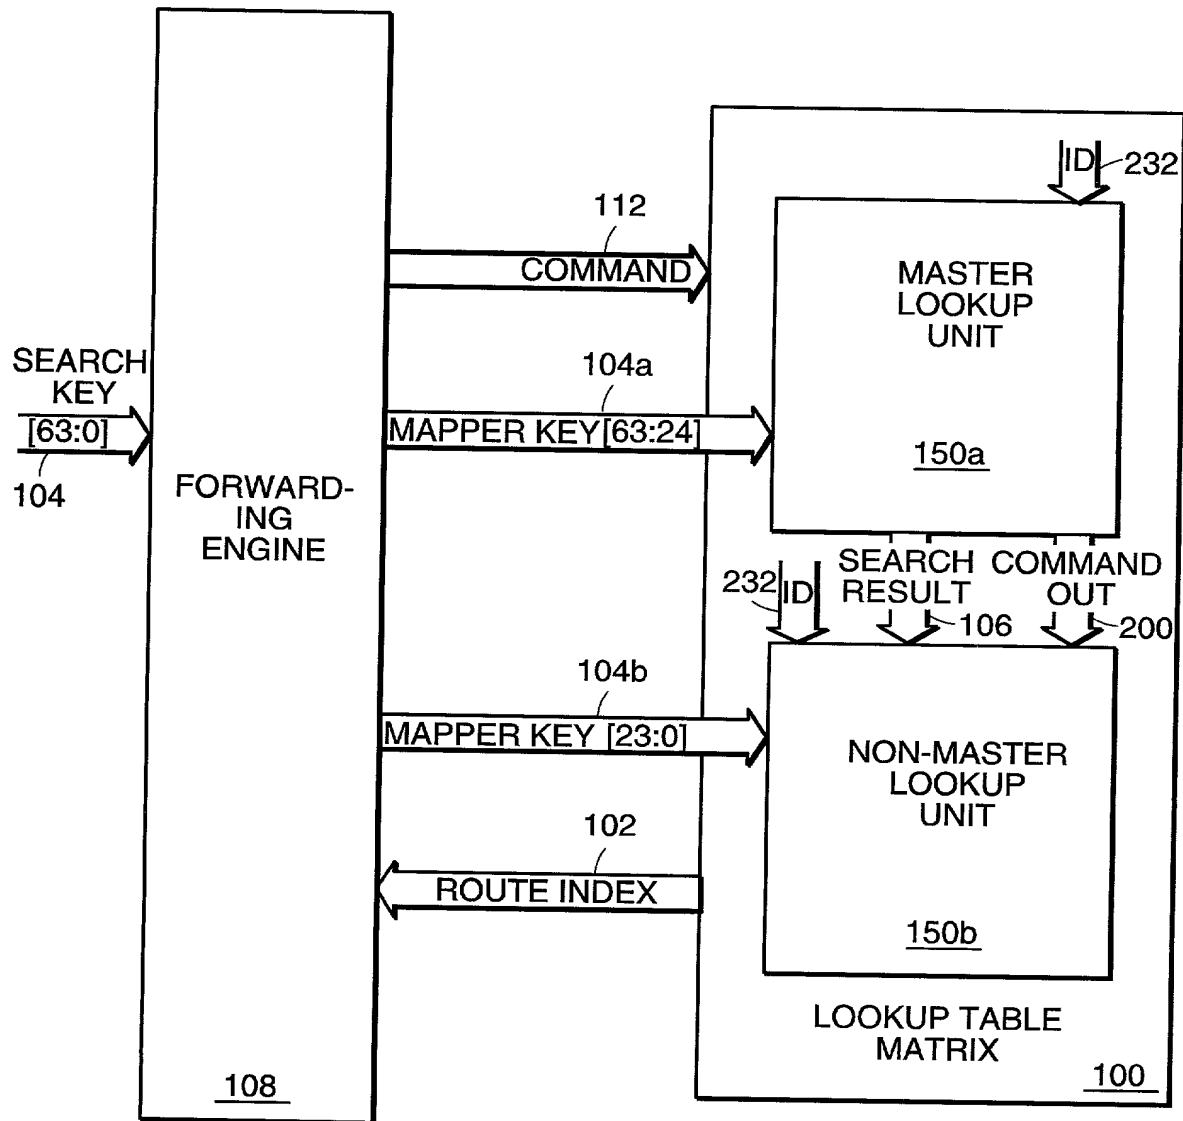 ID
232
112
COMMAND
MASTER
LOOKUP
UNIT
SEARCH
KEY
[63:0]
104
104a
MAPPER KEY[63:24]
150a
FORWARD-
ING
ENGINE
SEARCH
RESULT
106
COMMAND
OUT
200
232
ID
104b
MAPPER KEY [23:0]
NON-MASTER
LOOKUP
UNIT
102
ROUTE INDEX
150b
LOOKUP TABLE
MATRIX
108
100